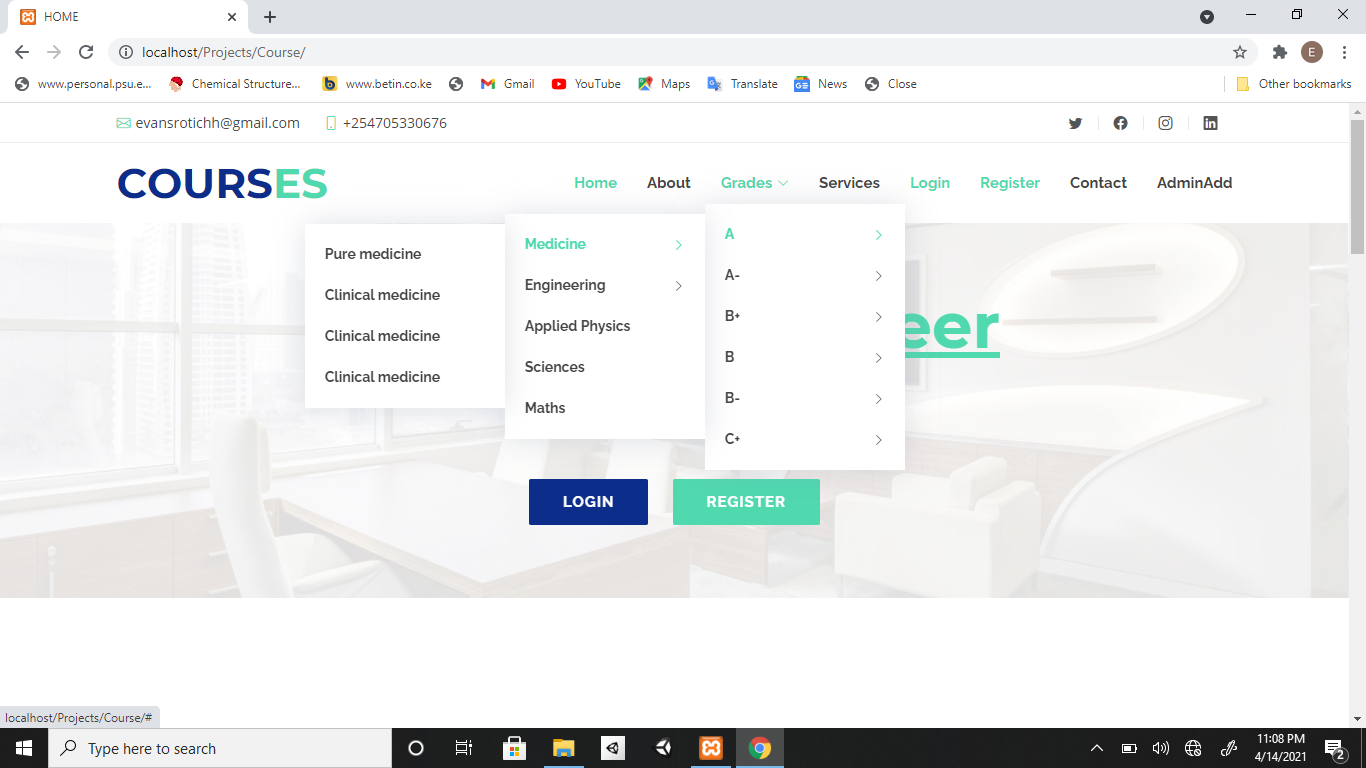 HOME
localhost/Projects/Course/
E
www.personal.psu.e...
Chemical Structure...
www.betin.co.ke
Gmail
YouTube
Maps
Translate
News
Close
Other bookmarks
evansrotichh@gmail.com
+254705330676
COURSES
Home
About
Grades
Services
Login
Register
Contact
AdminAdd
Pure medicine
Clinical medicine
Clinical medicine
Clinical medicine
Medicine
Engineering
Applied Physics
Sciences
Maths
A
A-
B+
B
B-
C+
eer
LOGIN
REGISTER
localhost/Projects/Course/#
Type here to search
11:08 PM
4/14/2021
2